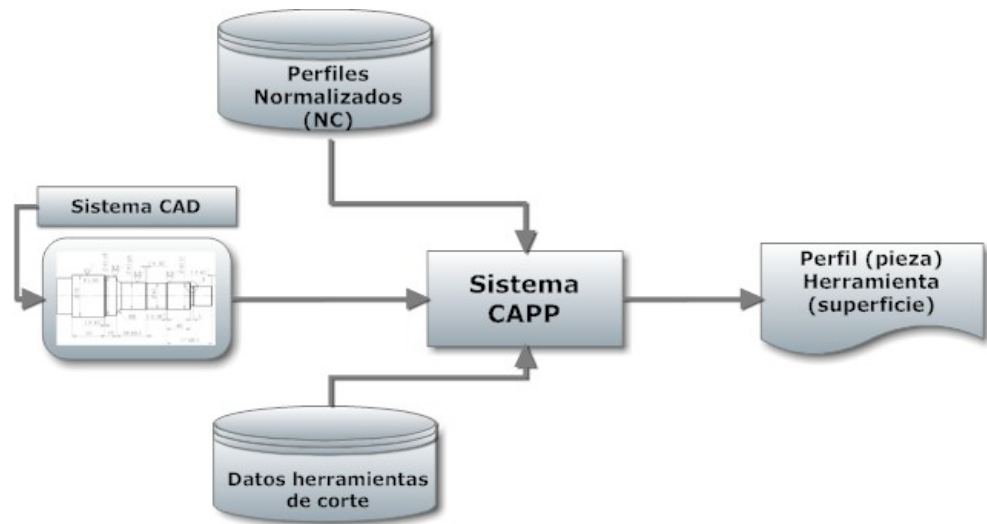 Perfiles
Normalizados
(NC)
Sistema CAD
Sistema
CAPP
Perfil (pieza)
Herramienta
(superficie)
Datos herramientas
de corte